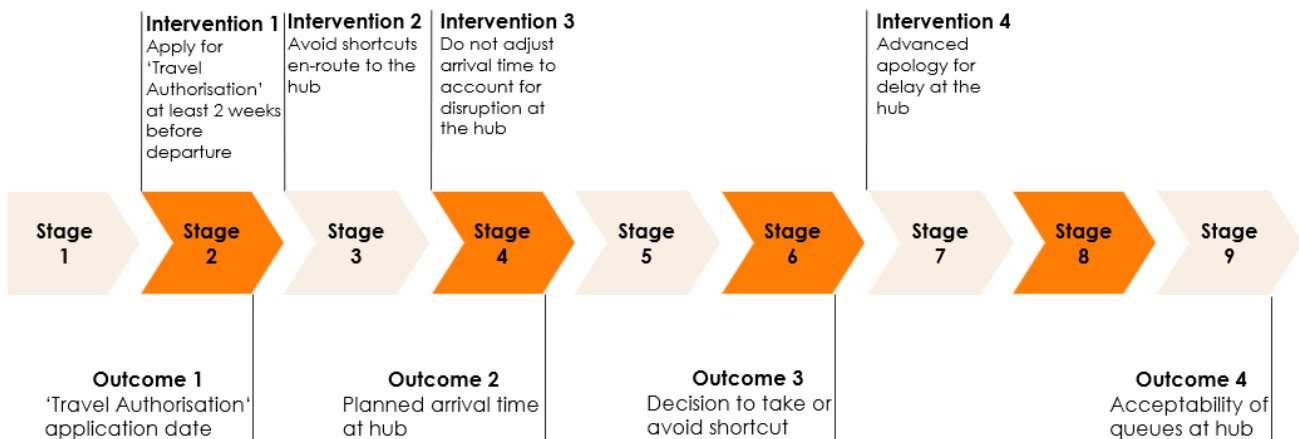 Intervention 1
Apply for
‘Travel
Authorisation’
at least 2 weeks
before
departure
Intervention 2
Avoid shortcuts
en-route to the
hub
Intervention 3
Do not adjust
arrival time to
account for
disruption at
the hub
Intervention 4
Advanced
apology for
delay at the
hub
Stage
1
Stage
2
Stage
3
Stage
4
Stage
5
Stage
6
Stage
7
Stage
8
Stage
9
Outcome 1
‘Travel Authorisation‘
application date
Outcome 2
Planned arrival time
at hub
Outcome 3
Decision to take or
avoid shortcut
Outcome 4
Acceptability of
queues at hub